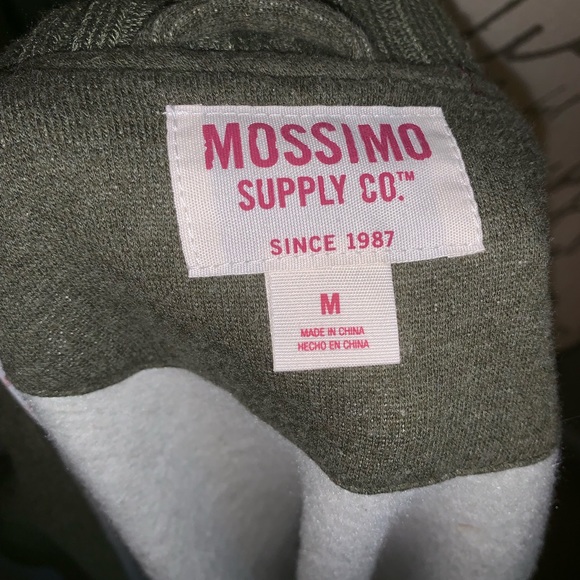 MOSSIMO
SUPPLY CO.™
SINCE 1987
M
MADE IN CHINA
HECHO EN CHINA